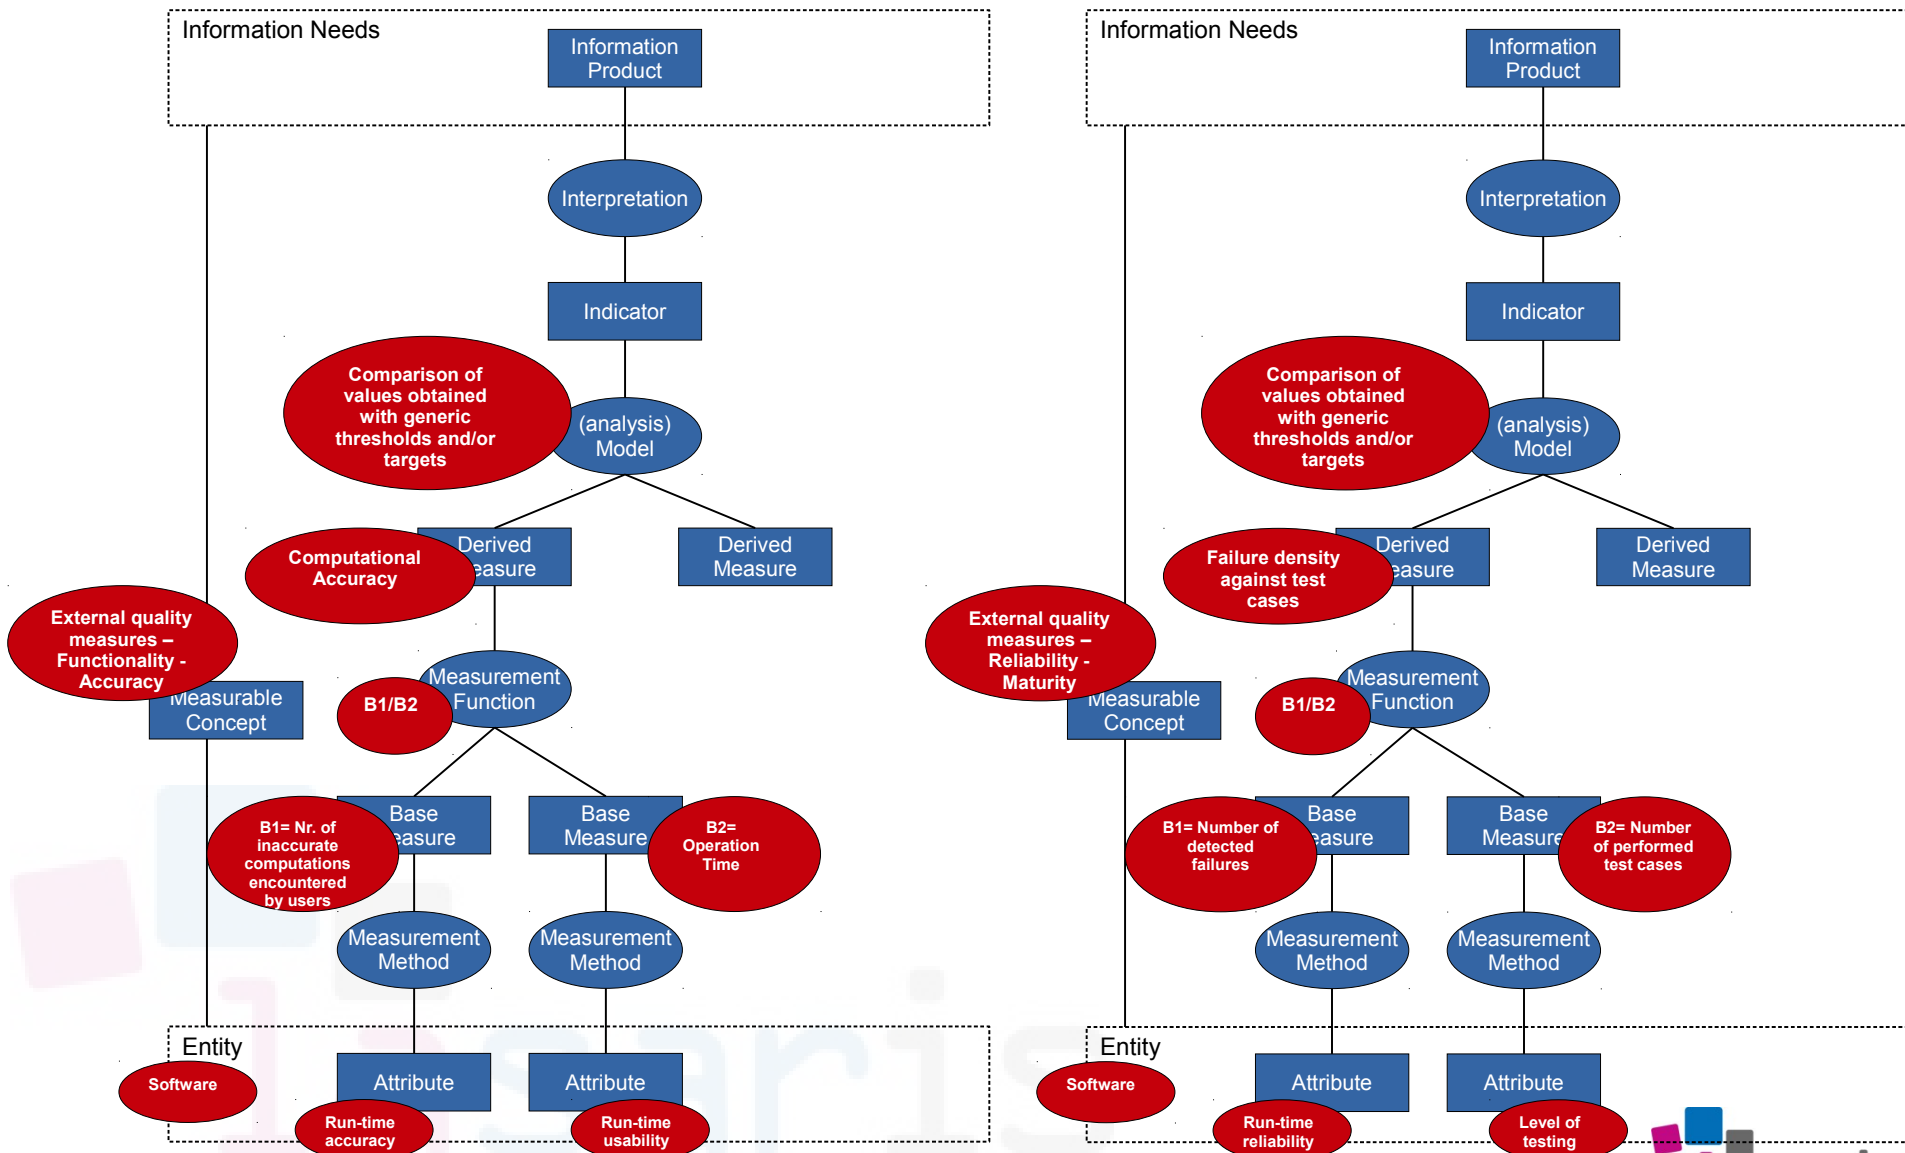 Information Needs
Information
Product
Interpretation
Indicator
Comparison of
values obtained
with generic
thresholds and/or
targets
(analysis)
Model
Computational
Accuracy
Derived
easure
Derived
Measure
External quality
measures –
Functionality -
Accuracy
Measurable
Concept
Measurement
Function
B1/B2
B1= Nr. of
inaccurate
computations
encountered
by users
Base
easure
Base
Measure
B2=
Operation
Time
Measurement
Method
Measurement
Method
Entity
Software
Attribute
Run-time
accuracy
Attribute
Run-time
usability
Information Needs
Information
Product
Interpretation
Indicator
Comparison of
values obtained
with generic
thresholds and/or
targets
(analysis)
Model
Failure density
against test
cases
Derived
easure
Derived
Measure
External quality
measures –
Reliability -
Maturity
Measurable
Concept
Measurement
Function
B1/B2
B1= Number of
detected
failures
Base
easure
Base
Measure
B2= Number
of performed
test cases
Measurement
Method
Measurement
Method
Entity
Software
Attribute
Run-time
reliability
Attribute
Level of
testing
lasaris